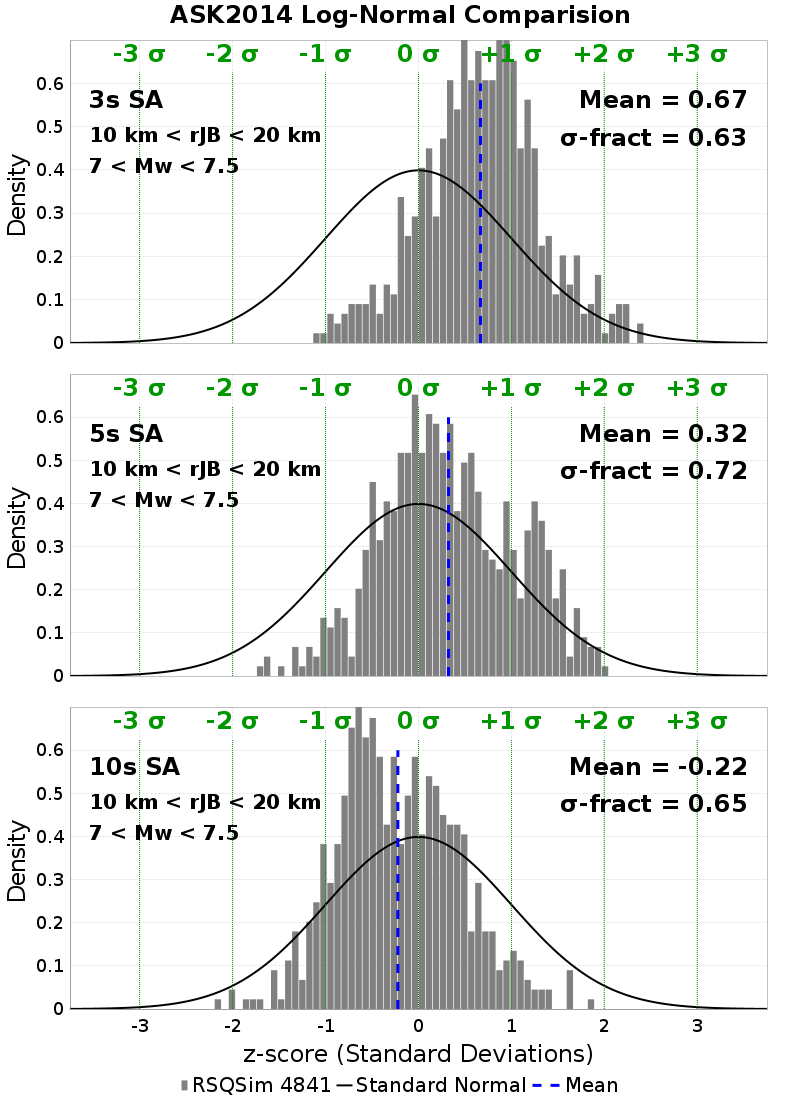 ASK2014 Log-Normal Comparision
-3 σ -2 σ -1 σ 0 σ +1 σ +2 σ +3 σ
3s SA
10 km < rJB < 20 km
7 < Mw < 7.5
Mean = 0.67
σ-fract = 0.63
Density
0.6
0.5
0.4
0.3
0.2
0.1
0
-3 σ -2 σ -1 σ 0 σ +1 σ +2 σ +3 σ
5s SA
10 km < rJB < 20 km
7 < Mw < 7.5
Mean = 0.32
σ-fract = 0.72
Density
0.6
0.5
0.4
0.3
0.2
0.1
0
-3 σ -2 σ -1 σ 0 σ +1 σ +2 σ +3 σ
10s SA
10 km < rJB < 20 km
7 < Mw < 7.5
Mean = -0.22
σ-fract = 0.65
Density
0.6
0.5
0.4
0.3
0.2
0.1
0
-3 -2 -1 0 1 2 3
z-score (Standard Deviations)
RSQSim 4841 Standard Normal Mean